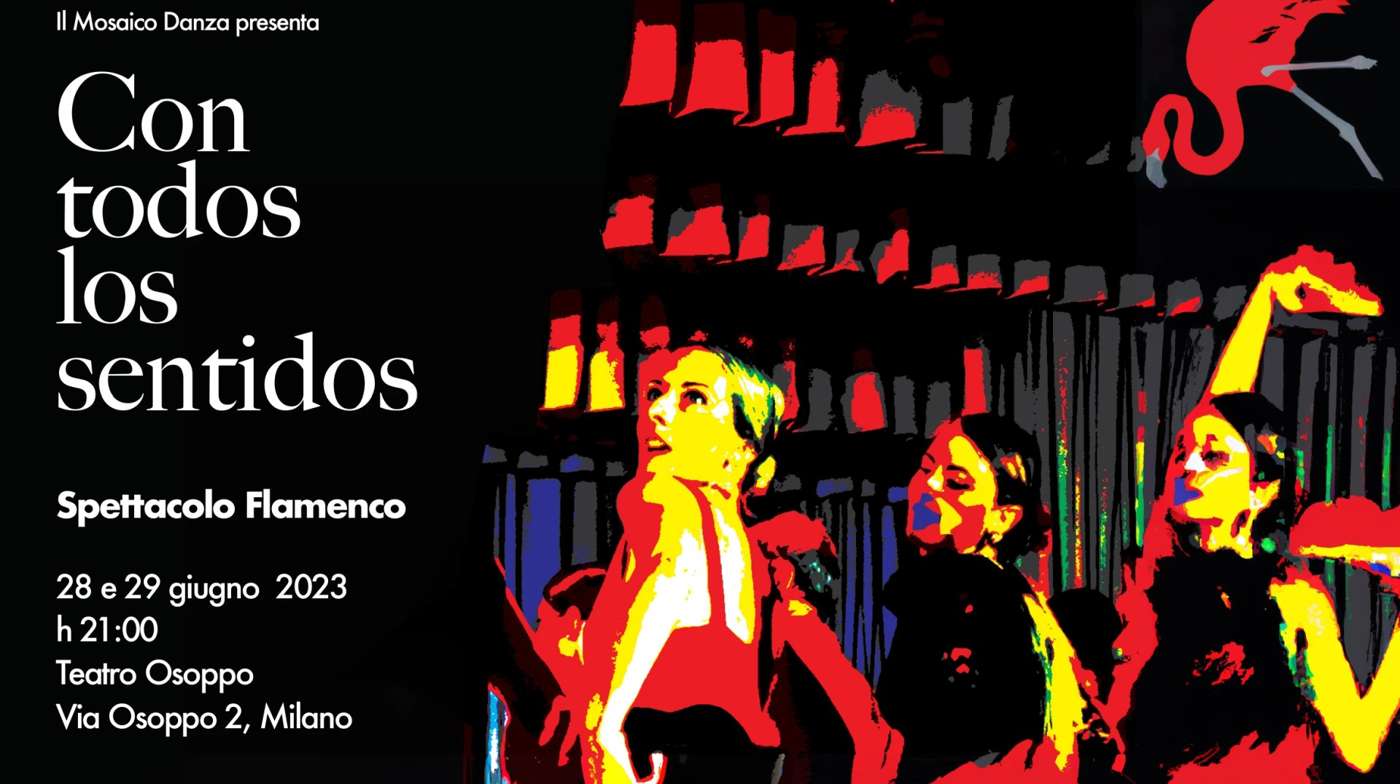 Il Mosaico Danza presenta
Con
todos
los
sentidos
Spettacolo Flamenco
28 e 29 giugno 2023
h 21:00
Teatro Osoppo
Via Osoppo 2, Milano